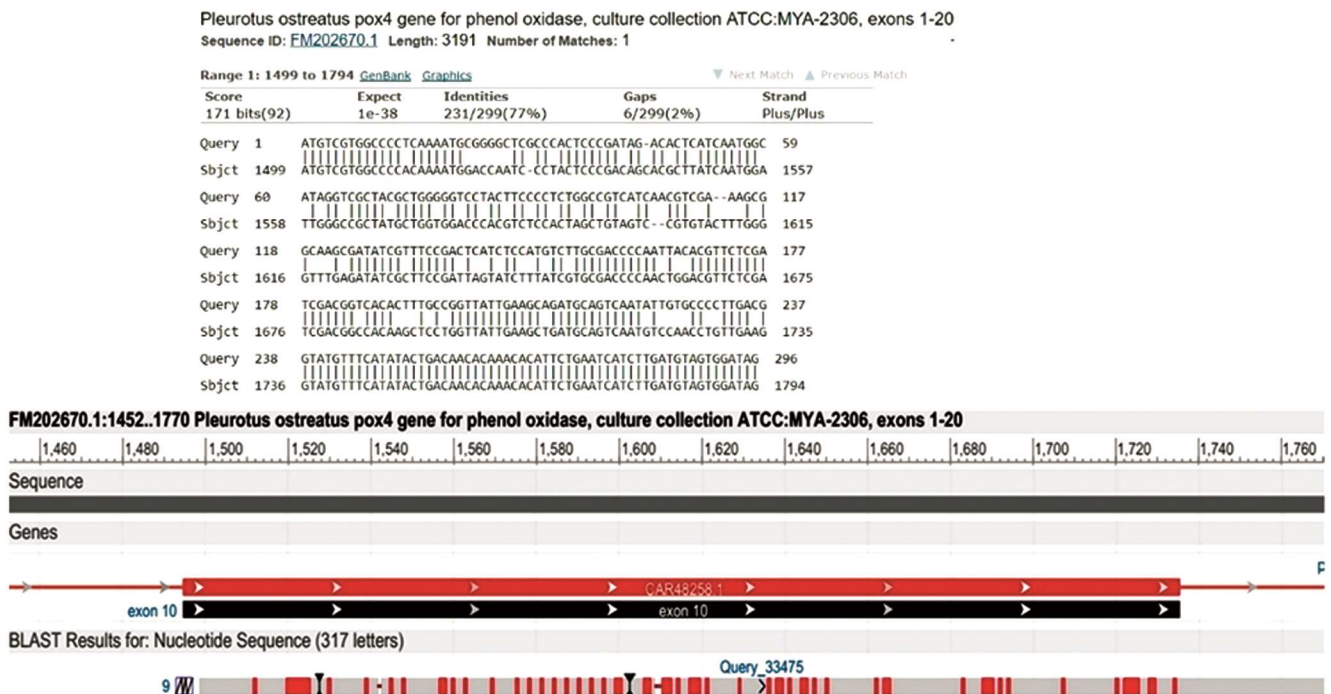 Pleurotus ostreatus pox4 gene for phenol oxidase, culture collection ATCC:MYA-2306, exons 1-20
Sequence ID: FM202670.1 Length: 3191 Number of Matches: 1
Range 1: 1499 to 1794 GenBank Graphics ▼ Next Match ▲ Previous Match
Score Expect Identities Gaps Strand
171 bits(92) 1e-38 231/299(77%) 6/299(2%) Plus/Plus
Query 1 ATGTCGTGGCCCCTCAAAATGCGGGGCTCGCCCACTCCCGATAG-ACACTCATCAATGGC 59
Sbjct 1499 ATGTCGTGGCCCCACAAAATGGACCAATC-CCTACTCCCGACAGCACGCTTATCAATGGA 1557
Query 60 ATAGGTCGCTACGCTGGGGGTCCTACTTCCCCTCTGGCCGTCATCAACGTCGA--AAGCG 117
Sbjct 1558 TTGGGCCGCTATGCTGGTGGACCCACGTCTCCACTAGCTGTAGTC--CGTGTACTTTGGG 1615
Query 118 GCAAGCGATATCGTTTCCGACTCATCTCCATGTCTTGCGACCCCAATTACACGTTCTCGA 177
Sbjct 1616 GTTTGAGATATCGCTTCCGATTAGTATCTTTATCGTGCGACCCCAACTGGACGTTCTCGA 1675
Query 178 TCGACGGTCACACTTTGCCGGTTATTGAAGCAGATGCAGTCAATATTGTGCCCCTTGACG 237
Sbjct 1676 TCGACGGCCACAAGCTCCTGGTTATTGAAGCTGATGCAGTCAATGTCCAACCTGTTGAAG 1735
Query 238 GTATGTTTCATATACTGACAACACAAACACATTCTGAATCATCTTGATGTAGTGGATAG 296
Sbjct 1736 GTATGTTTCATATACTGACAACACAAACACATTCTGAATCATCTTGATGTAGTGGATAG 1794
FM202670.1:1452..1770 Pleurotus ostreatus pox4 gene for phenol oxidase, culture collection ATCC:MYA-2306, exons 1-20
1,460 1,480 1,500 1,520 1,540 1,560 1,580 1,600 1,620 1,640 1,660 1,680 1,700 1,720 1,740 1,760
Sequence
Genes
CAR48258.1
exon 10 exon 10
BLAST Results for: Nucleotide Sequence (317 letters)
Query_33475
9